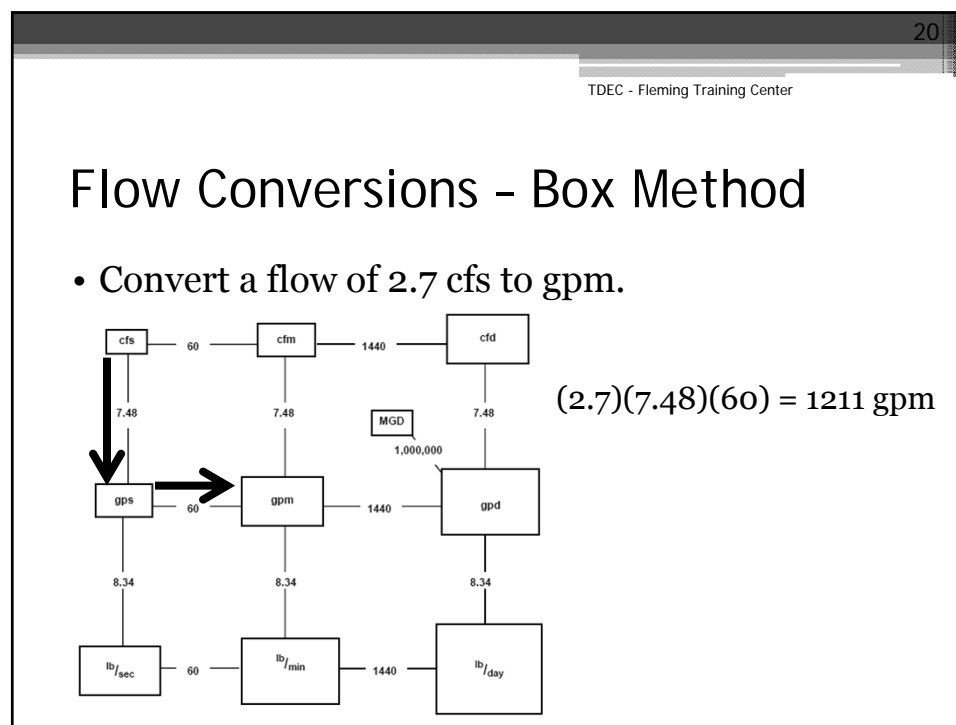 20
TDEC - Fleming Training Center
Flow Conversions – Box Method
• Convert a flow of 2.7 cfs to gpm.
cfs 60 cfm 1440 cfd
7.48 7.48 7.48
(2.7)(7.48)(60) = 1211 gpm
MGD
1,000,000
gps 60 gpm 1440 gpd
8.34 8.34 8.34
lb/sec 60 lb/min 1440 lb/day